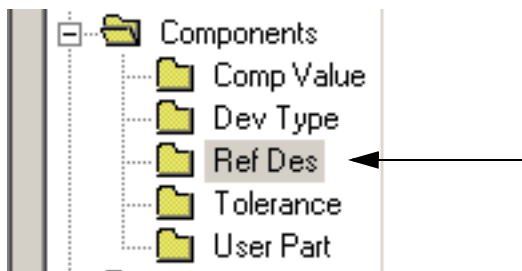 Components
Comp Value
Dev Type
Ref Des
Tolerance
User Part